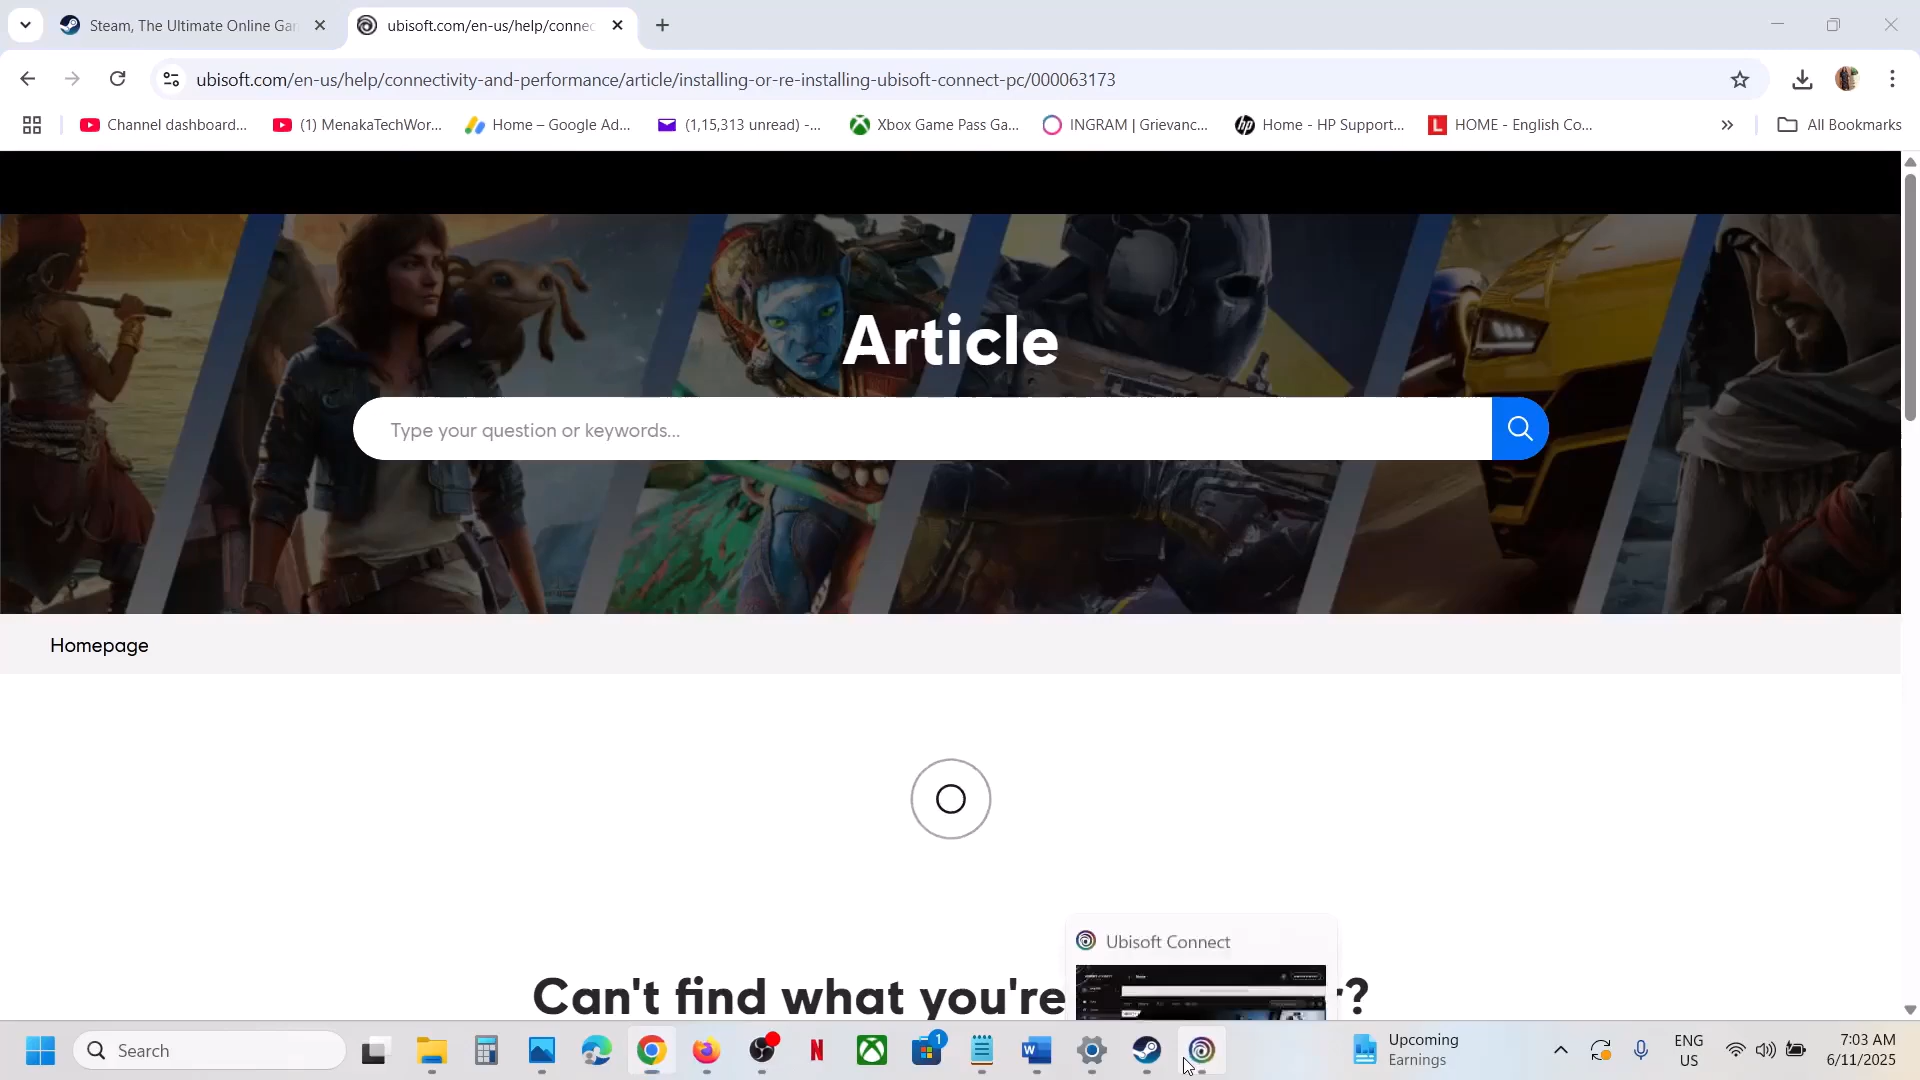 Steam, The Ultimate Online Gan
ubisoft.com/en-us/help/connec
ubisoft.com/en-us/help/connectivity-and-performance/article/installing-or-re-installing-ubisoft-connect-pc/000063173
Channel dashboard...
(1) MenakaTechWor...
Home – Google Ad...
(1,15,313 unread) -...
Xbox Game Pass Ga...
INGRAM | Grievanc...
Home - HP Support...
HOME - English Co...
All Bookmarks
Article
Type your question or keywords...
Homepage
Ubisoft Connect
Can't find what you're r?
Search
1
Upcoming
Earnings
ENG
US
7:03 AM
6/11/2025